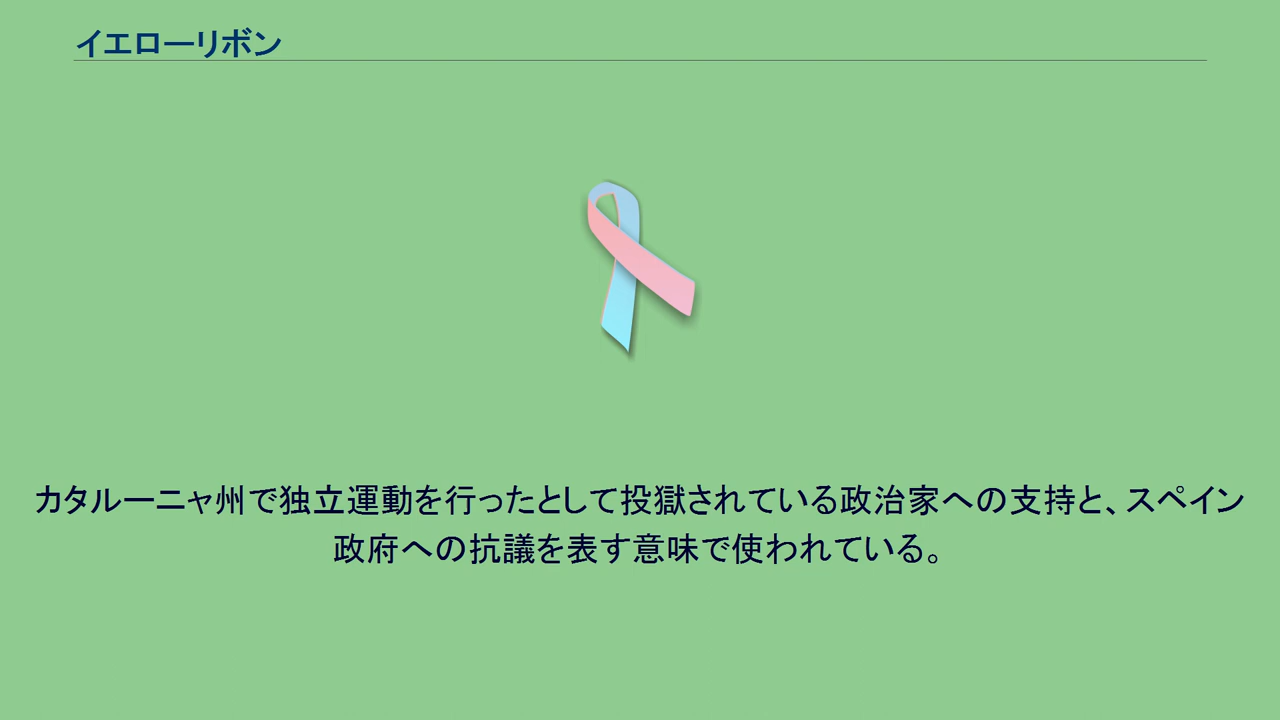 イエローリボン
カタルーニャ州で独立運動を行ったとして投獄されている政治家への支持と、スペイン
政府への抗議を表す意味で使われている。